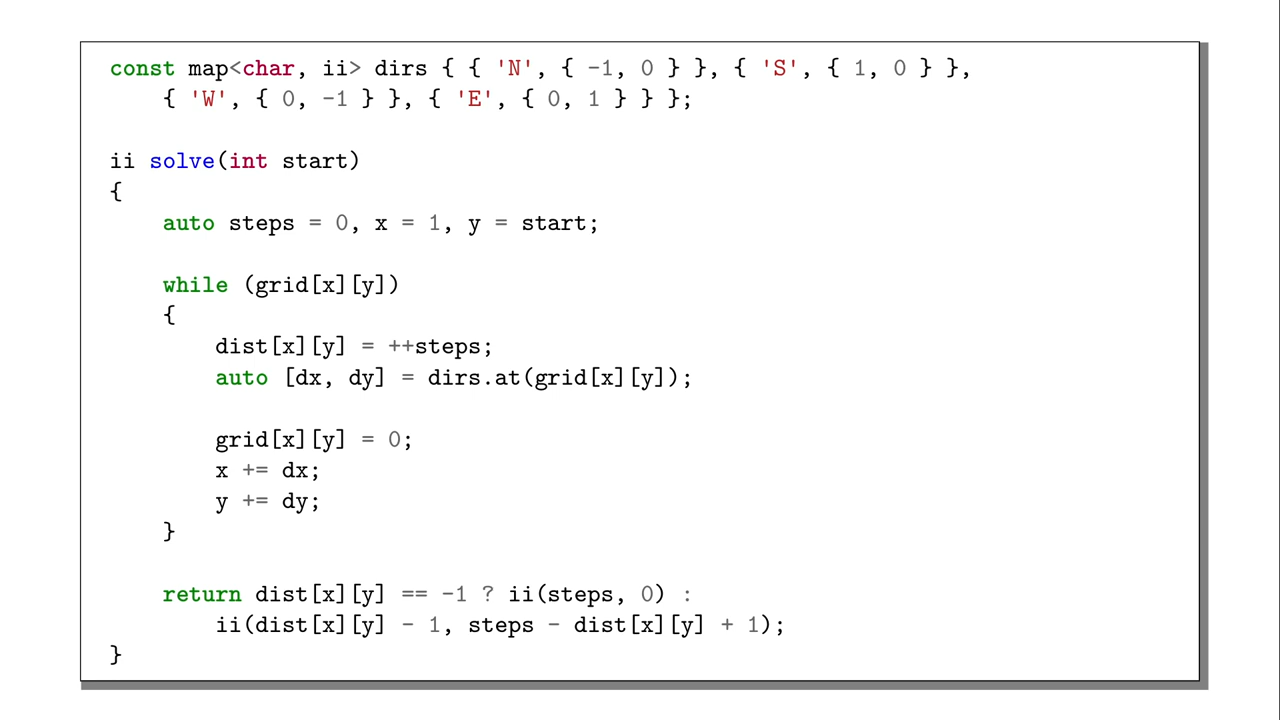 const map<char, ii> dirs { { 'N', { -1, 0 } }, { 'S', { 1, 0 } },
    { 'W', { 0, -1 } }, { 'E', { 0, 1 } } };

ii solve(int start)
{
    auto steps = 0, x = 1, y = start;

    while (grid[x][y])
    {
        dist[x][y] = ++steps;
        auto [dx, dy] = dirs.at(grid[x][y]);

        grid[x][y] = 0;
        x += dx;
        y += dy;
    }

    return dist[x][y] == -1 ? ii(steps, 0) :
        ii(dist[x][y] - 1, steps - dist[x][y] + 1);
}